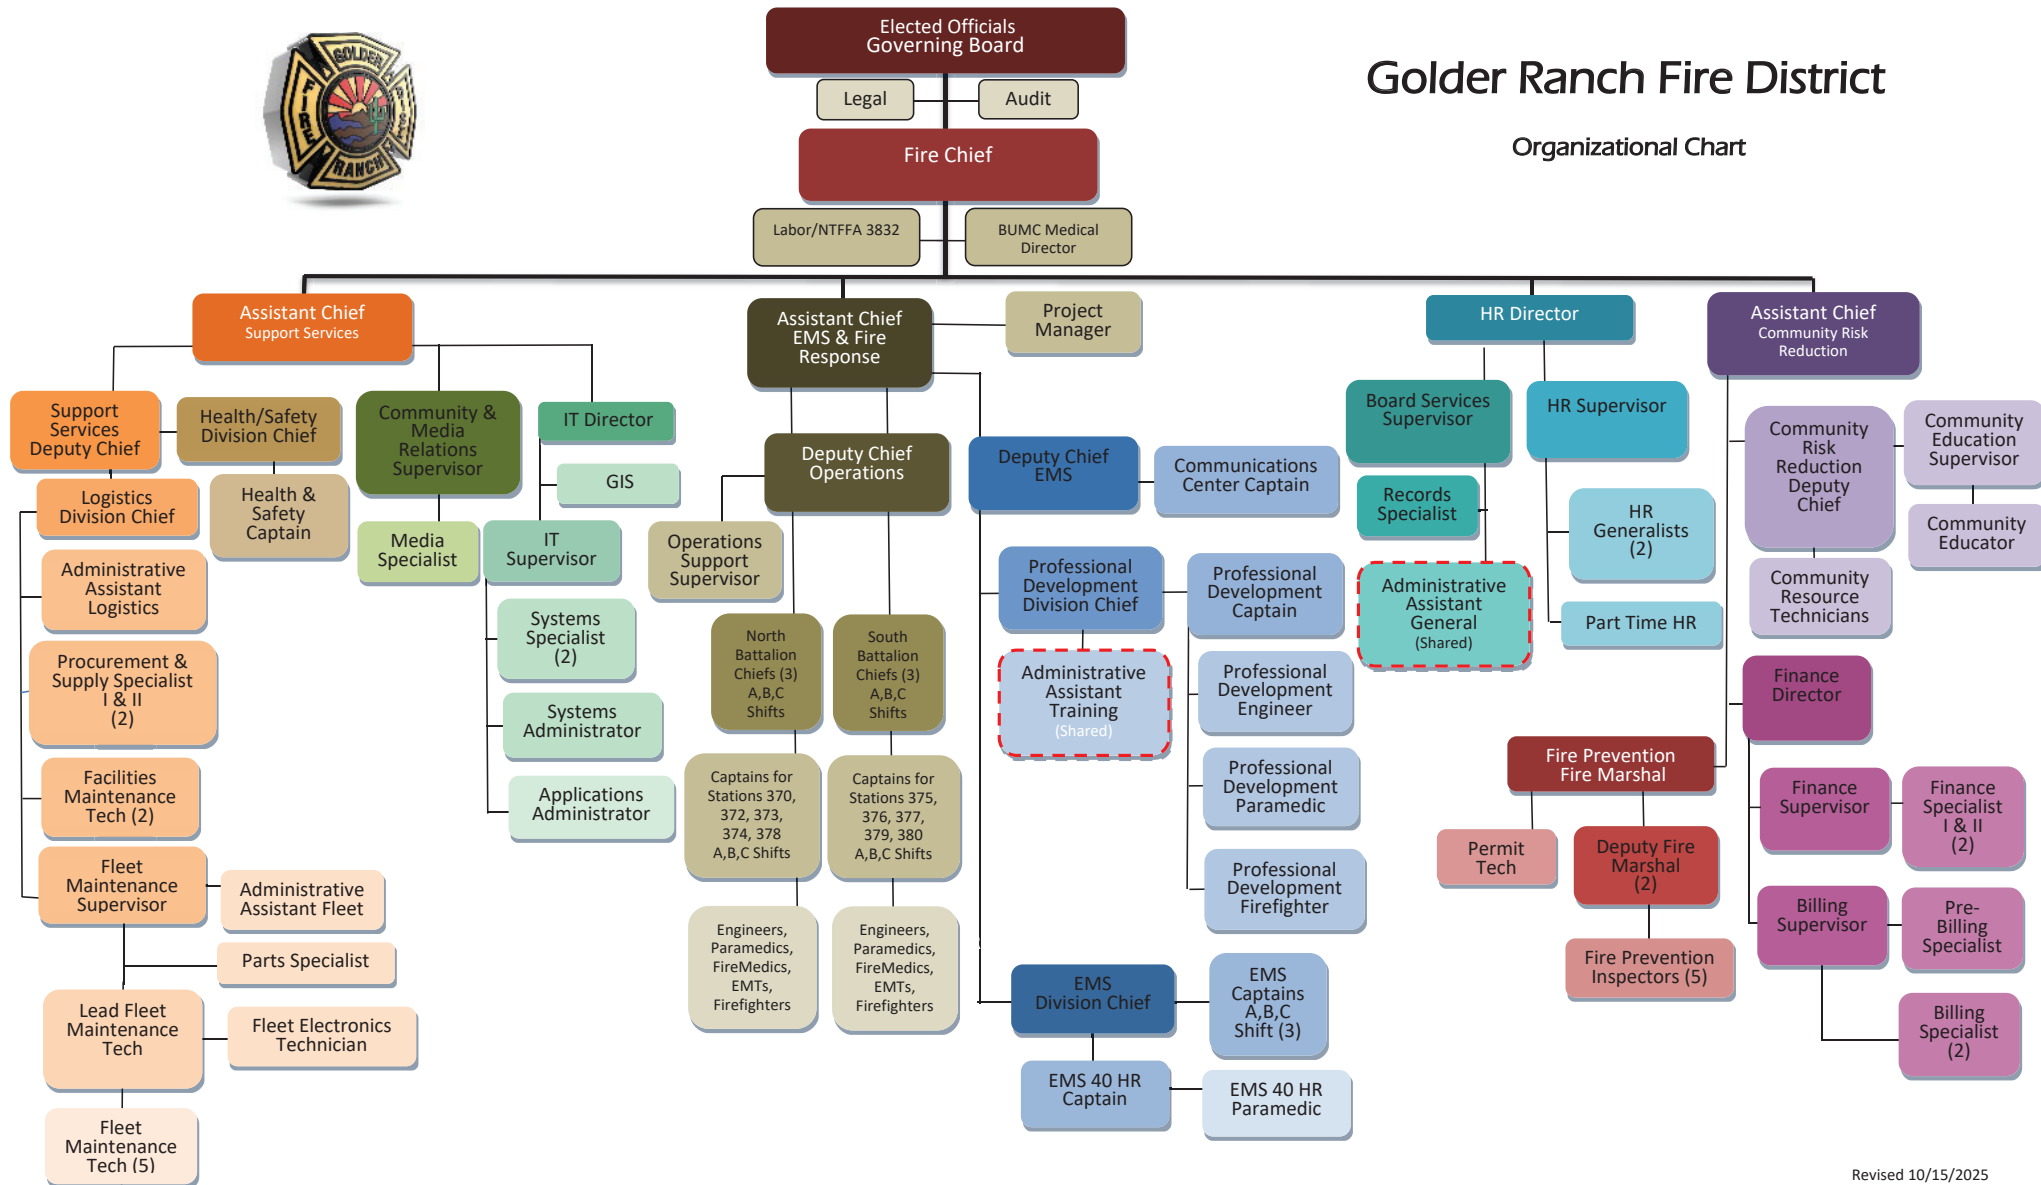 Elected Officials
Governing Board
Legal
Audit
Fire Chief
Labor/NTFFA 3832
BUMC Medical
Director
Golder Ranch Fire District
Organizational Chart
GOLDER
FIRE
DIST
RANCH
Assistant Chief
Support Services
Support
Services
Deputy Chief
Health/Safety
Division Chief
Health &
Safety
Captain
Logistics
Division Chief
Administrative
Assistant
Logistics
Procurement &
Supply Specialist
I & II
(2)
Facilities
Maintenance
Tech (2)
Fleet
Maintenance
Supervisor
Administrative
Assistant Fleet
Parts Specialist
Lead Fleet
Maintenance
Tech
Fleet Electronics
Technician
Fleet
Maintenance
Tech (5)
Community &
Media
Relations
Supervisor
Media
Specialist
IT Director
GIS
IT
Supervisor
Systems
Specialist
(2)
Systems
Administrator
Applications
Administrator
Assistant Chief
EMS & Fire
Response
Project
Manager
Deputy Chief
Operations
Operations
Support
Supervisor
North
Battalion
Chiefs (3)
A,B,C
Shifts
South
Battalion
Chiefs (3)
A,B,C
Shifts
Captains for
Stations 370,
372, 373,
374, 378
A,B,C Shifts
Captains for
Stations 375,
376, 377,
379, 380
A,B,C Shifts
Engineers,
Paramedics,
FireMedics,
EMTs,
Firefighters
Engineers,
Paramedics,
FireMedics,
EMTs,
Firefighters
Deputy Chief
EMS
Communications
Center Captain
Professional
Development
Division Chief
Administrative
Assistant
Training
(Shared)
Professional
Development
Captain
Professional
Development
Engineer
Professional
Development
Paramedic
Professional
Development
Firefighter
EMS
Division Chief
EMS
Captains
A,B,C
Shift (3)
EMS 40 HR
Captain
EMS 40 HR
Paramedic
HR Director
Board Services
Supervisor
Records
Specialist
Administrative
Assistant
General
(Shared)
HR Supervisor
HR
Generalists
(2)
Part Time HR
Assistant Chief
Community Risk
Reduction
Community
Risk
Reduction
Deputy
Chief
Community
Education
Supervisor
Community
Educator
Community
Resource
Technicians
Finance
Director
Finance
Supervisor
Finance
Specialist
I & II
(2)
Billing
Supervisor
Pre-
Billing
Specialist
Billing
Specialist
(2)
Fire Prevention
Fire Marshal
Permit
Tech
Deputy Fire
Marshal
(2)
Fire Prevention
Inspectors (5)
Revised 10/15/2025